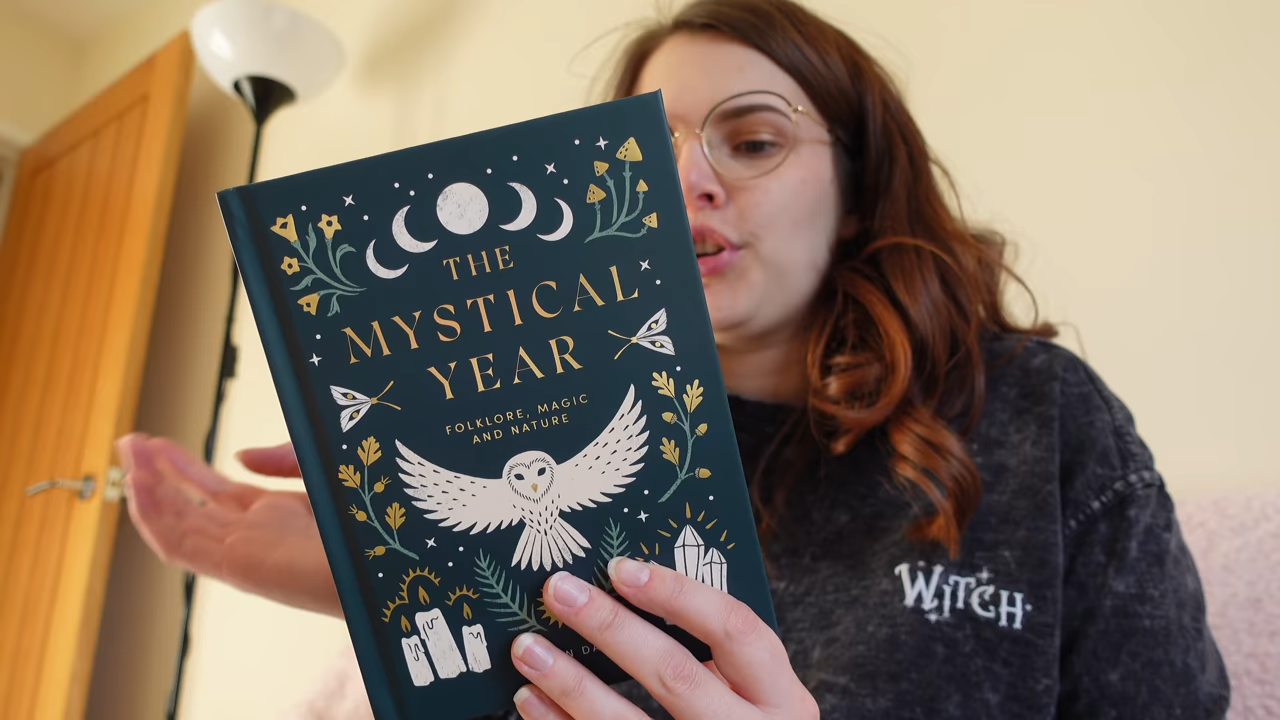 THE
MYSTICAL
YEAR
FOLKLORE, MAGIC
AND NATURE
WITCH